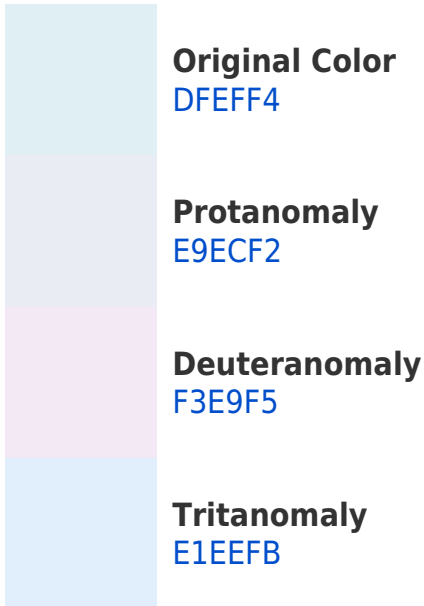 Original Color
DFEFF4
Protanomaly
E9ECF2
Deuteranomaly
F3E9F5
Tritanomaly
E1EEFB